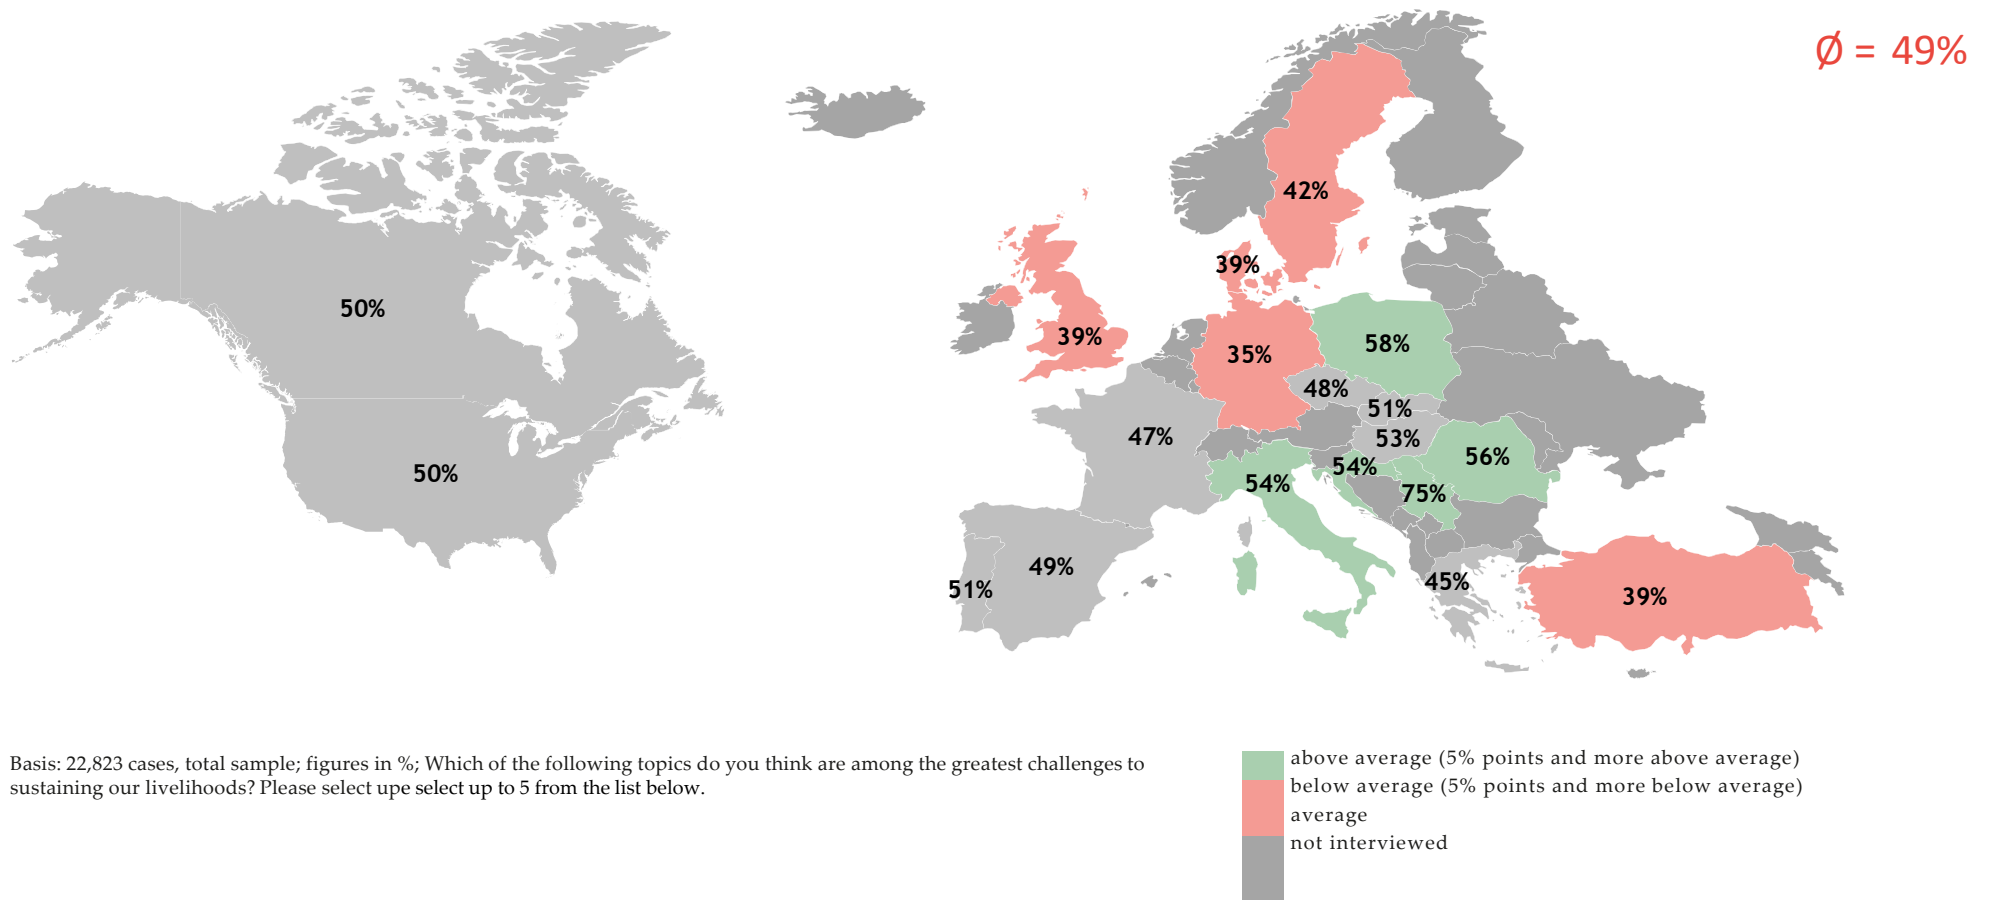 Ø = 49%
42%
39%
50%
39%
58%
35%
48%
51%
47%
53%
56%
54%
50%
54%
75%
49%
45%
51%
39%
Basis: 22,823 cases, total sample; figures in %; Which of the following topics do you think are among the greatest challenges to
sustaining our livelihoods? Please select upe select up to 5 from the list below.
above average (5% points and more above average)
below average (5% points and more below average)
average
not interviewed